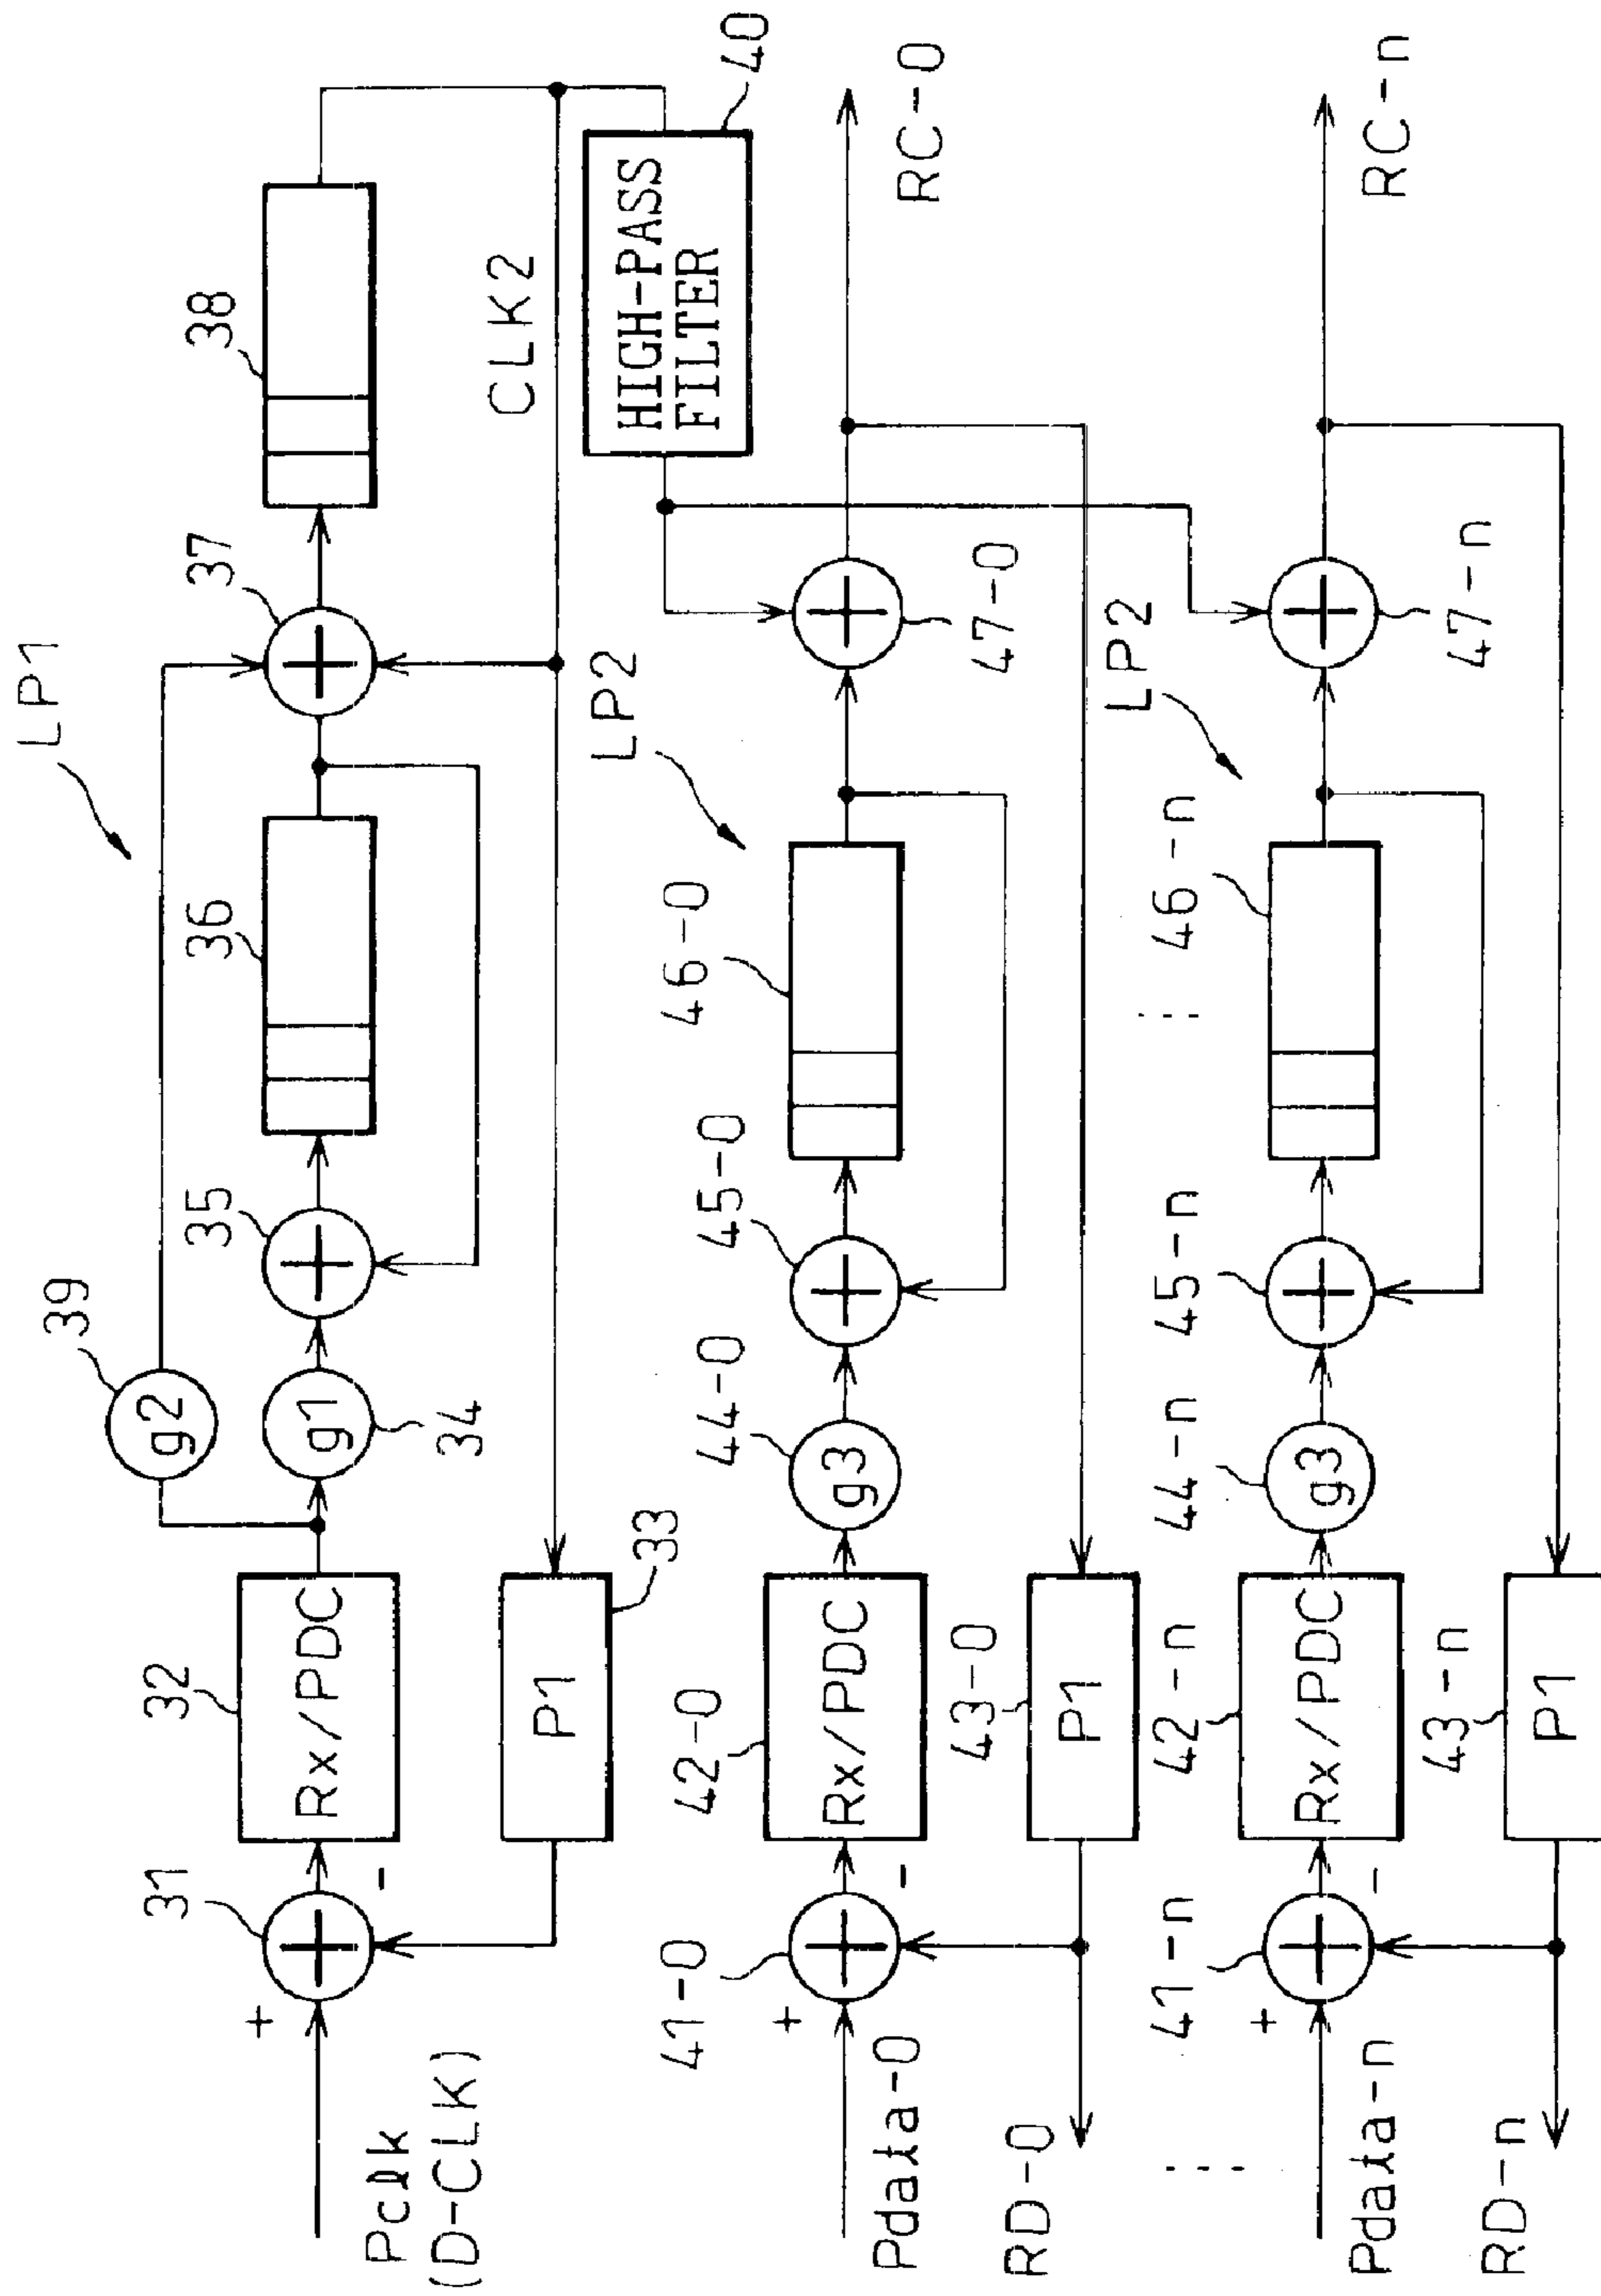 LP1
39
g2
31
32
Rx/PDC
g1
34
35
36
37
38
+
-
Pclk
(D-CLK)
P1
33
CLK2
40
HIGH-PASS
FILTER
LP2
41-0
42-0
Rx/PDC
44-0
g3
45-0
46-0
47-0
RC-0
+
-
Pdata-0
43-0
P1
RD-0
LP2
41-n
42-n
Rx/PDC
44-n
g3
45-n
46-n
47-n
RC-n
+
-
Pdata-n
43-n
P1
RD-n